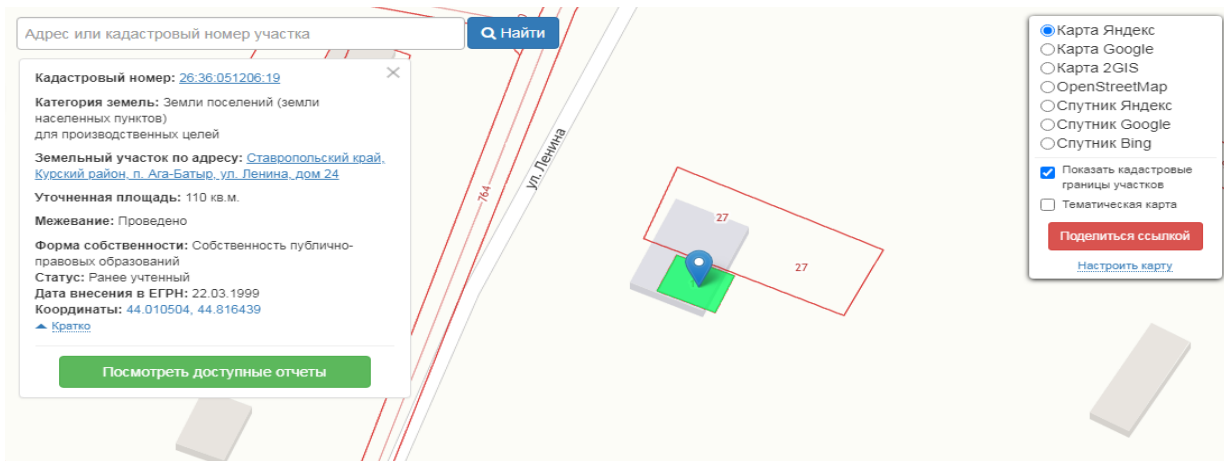 Адрес или кадастровый номер участка
Найти
Кадастровый номер: 26:36:051206:19
Категория земель: Земли поселений (земли
населенных пунктов)
для производственных целей
Земельный участок по адресу: Ставропольский край,
Курский район, п. Ага-Батыр, ул. Ленина, дом 24
Уточненная площадь: 110 кв.м.
Межевание: Проведено
Форма собственности: Собственность публично-
правовых образований
Статус: Ранее учтенный
Дата внесения в ЕГРН: 22.03.1999
Координаты: 44.010504, 44.816439
Кратко
Посмотреть доступные отчеты
764
ул. Ленина
27
27
Карта Яндекс
Карта Google
Карта 2GIS
OpenStreetMap
Спутник Яндекс
Спутник Google
Спутник Bing
Показать кадастровые
границы участков
Тематическая карта
Поделиться ссылкой
Настроить карту